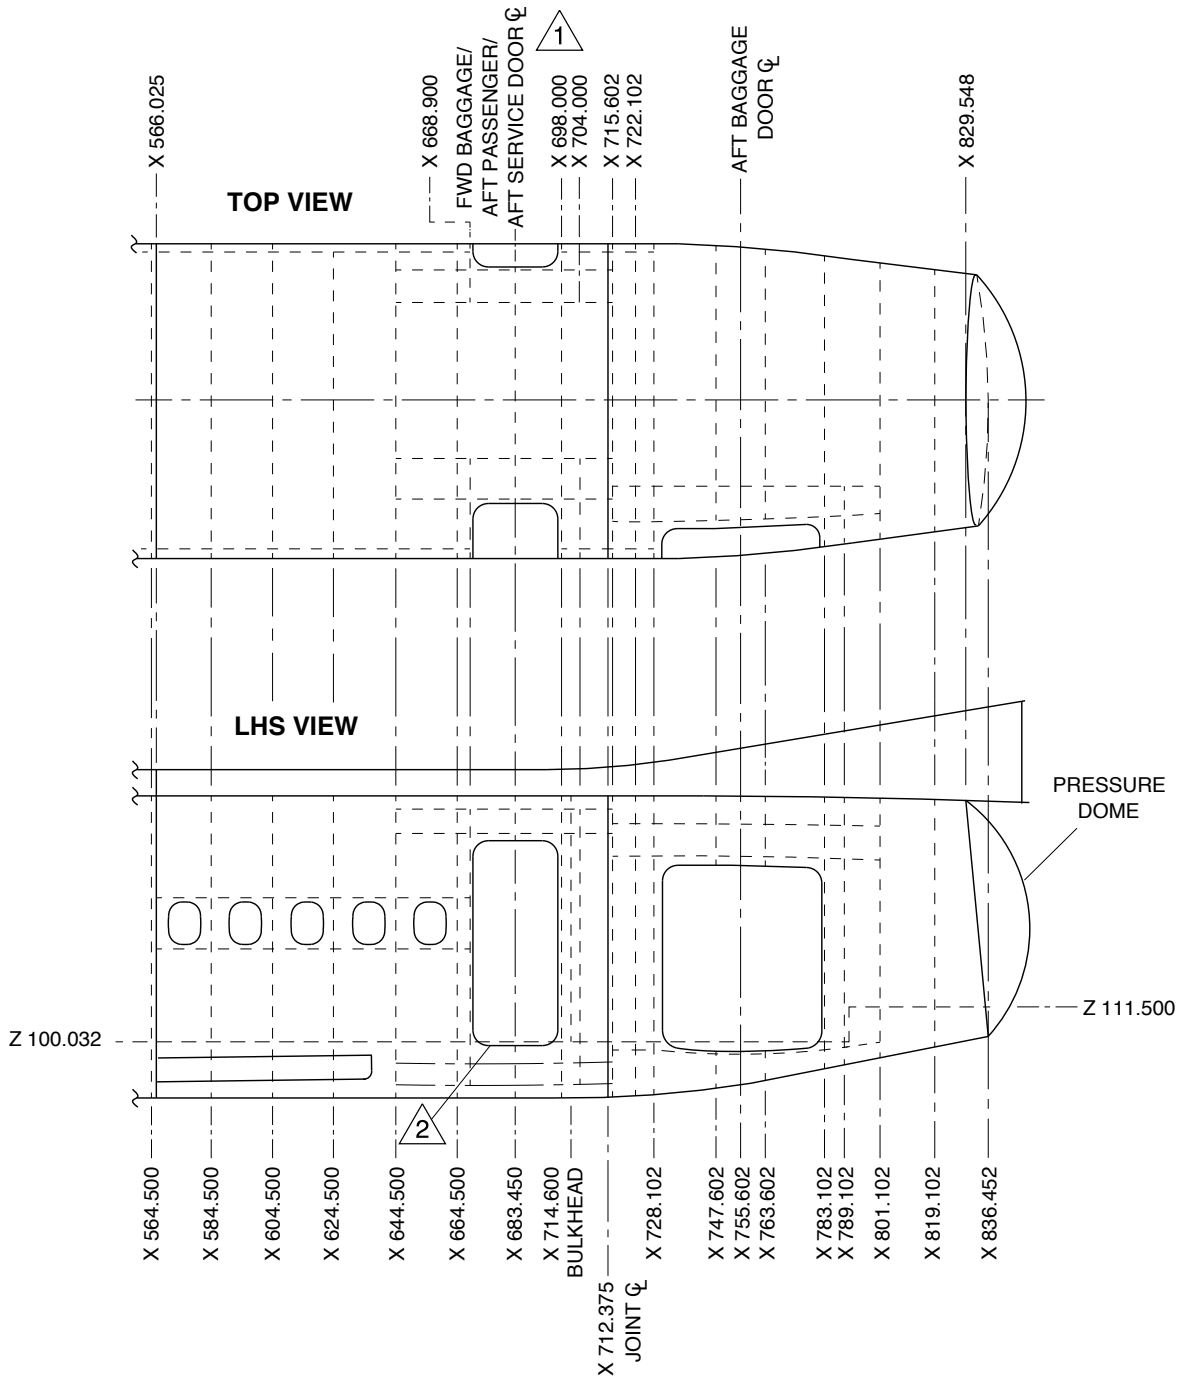 X 566.025
X 668.900
FWD BAGGAGE/
AFT PASSENGER/
AFT SERVICE DOOR ℄
1
X 698.000
X 704.000
X 715.602
X 722.102
AFT BAGGAGE
DOOR ℄
X 829.548
TOP VIEW
LHS VIEW
PRESSURE
DOME
Z 111.500
Z 100.032
2
X 564.500
X 584.500
X 604.500
X 624.500
X 644.500
X 664.500
X 683.450
X 714.600
BULKHEAD
X 712.375
JOINT ℄
X 728.102
X 747.602
X 755.602
X 763.602
X 783.102
X 789.102
X 801.102
X 819.102
X 836.452